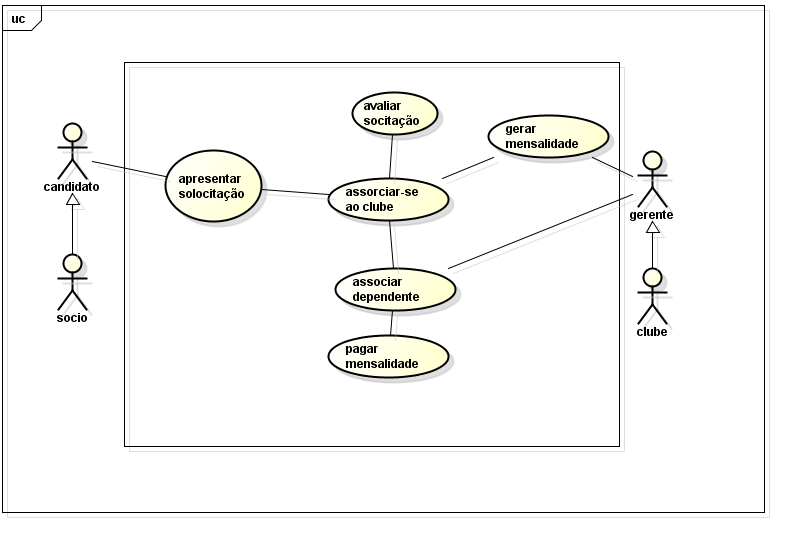 uc
avaliar
socitação
gerar
mensalidade
candidato
apresentar
solocitação
assorciar-se
ao clube
gerente
associar
dependente
socio
clube
pagar
mensalidade